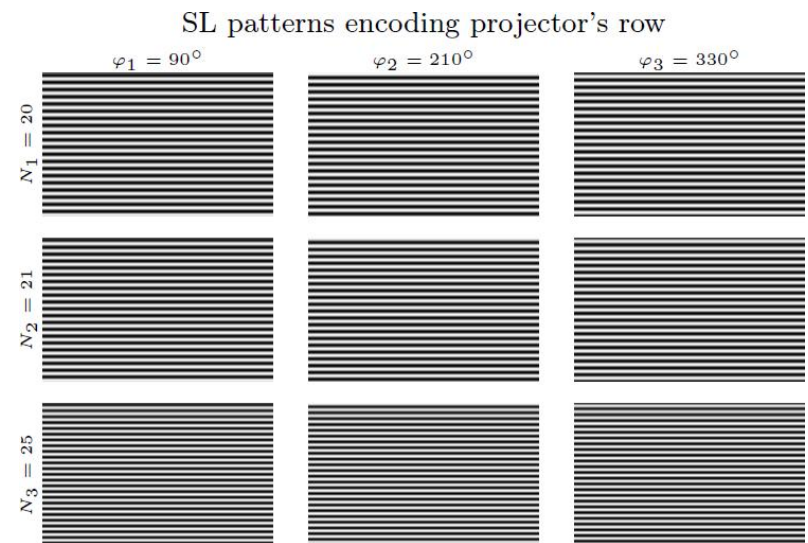 SL patterns encoding projector's row
φ1 = 90° φ2 = 210° φ3 = 330°
N1 = 20
N2 = 21
N3 = 25